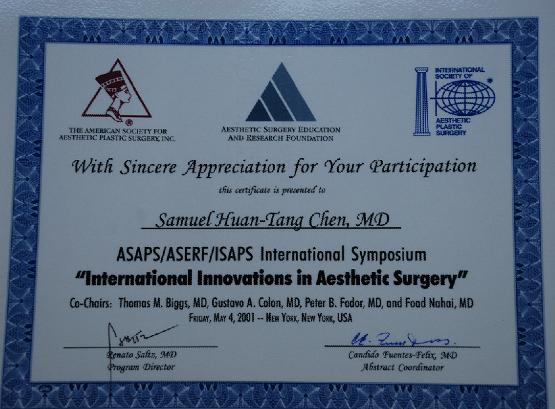 THE AMERICAN SOCIETY FOR
AESTHETIC PLASTIC SURGERY, INC.
AESTHETIC SURGERY EDUCATION
AND RESEARCH FOUNDATION
INTERNATIONAL
SOCIETY OF
AESTHETIC
PLASTIC
SURGERY
With Sincere Appreciation for Your Participation
this certificate is presented to
Samuel Huan-Tang Chen, MD
ASAPS/ASERF/ISAPS International Symposium
"International Innovations in Aesthetic Surgery"
Co-Chairs: Thomas M. Biggs, MD, Gustavo A. Colon, MD, Peter B. Fodor, MD, and Foad Nahai, MD
FRIDAY, MAY 4, 2001 -- NEW YORK, NEW YORK, USA
Renato Saltz, MD
Program Director
Candido Fuentes-Felix, MD
Abstract Coordinator